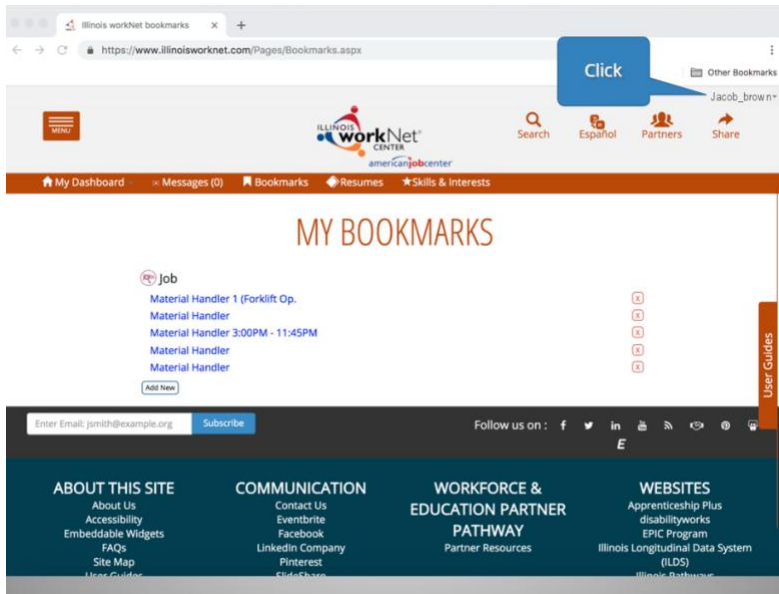 Illinois workNet bookmarks × +
https://www.illinoisworknet.com/Pages/Bookmarks.aspx
Click
Other Bookmarks
Jacob_brown
MENU
ILLINOIS
workNet®
CENTER
americanjobcenter
Search Español Partners Share
My Dashboard Messages (0) Bookmarks Resumes Skills & Interests
MY BOOKMARKS
Job
Material Handler 1 (Forklift Op. x
Material Handler x
Material Handler 3:00PM - 11:45PM x
Material Handler x
Material Handler x
Add New
User Guides
Enter Email: jsmith@example.org Subscribe
Follow us on :
ABOUT THIS SITE
About Us
Accessibility
Embeddable Widgets
FAQs
Site Map
User Guides
COMMUNICATION
Contact Us
Eventbrite
Facebook
LinkedIn Company
Pinterest
SlideShare
WORKFORCE &
EDUCATION PARTNER
PATHWAY
Partner Resources
WEBSITES
Apprenticeship Plus
disabilityworks
EPIC Program
Illinois Longitudinal Data System
(ILDS)
Illinois Pathways